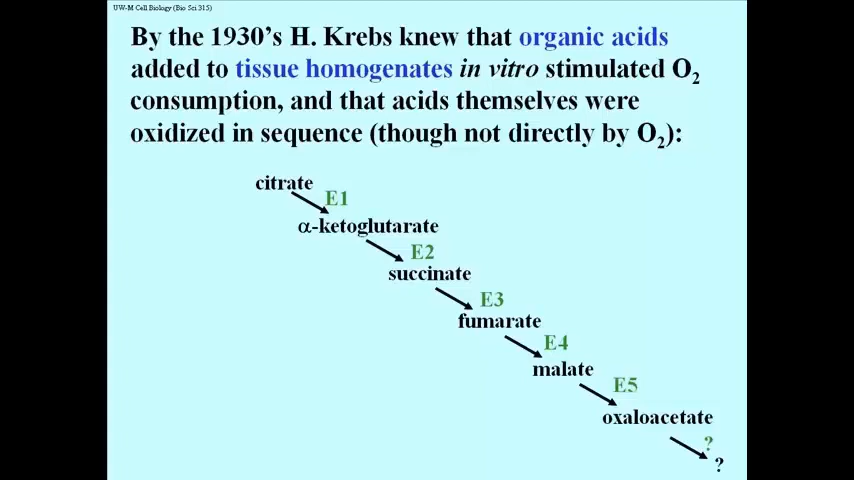 UW-M Cell Biology (Bio Sci 315)
By the 1930's H. Krebs knew that organic acids
added to tissue homogenates in vitro stimulated O2
consumption, and that acids themselves were
oxidized in sequence (though not directly by O2):
citrate
E1
α-ketoglutarate
E2
succinate
E3
fumarate
E4
malate
E5
oxaloacetate
?
?